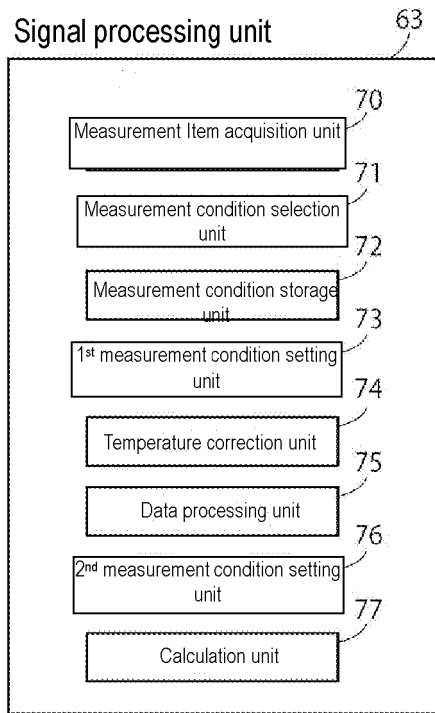 Signal processing unit
63
70
Measurement Item acquisition unit
71
Measurement condition selection
unit
72
Measurement condition storage
unit
73
1st measurement condition setting
unit
74
Temperature correction unit
75
Data processing unit
76
2nd measurement condition setting
unit
77
Calculation unit